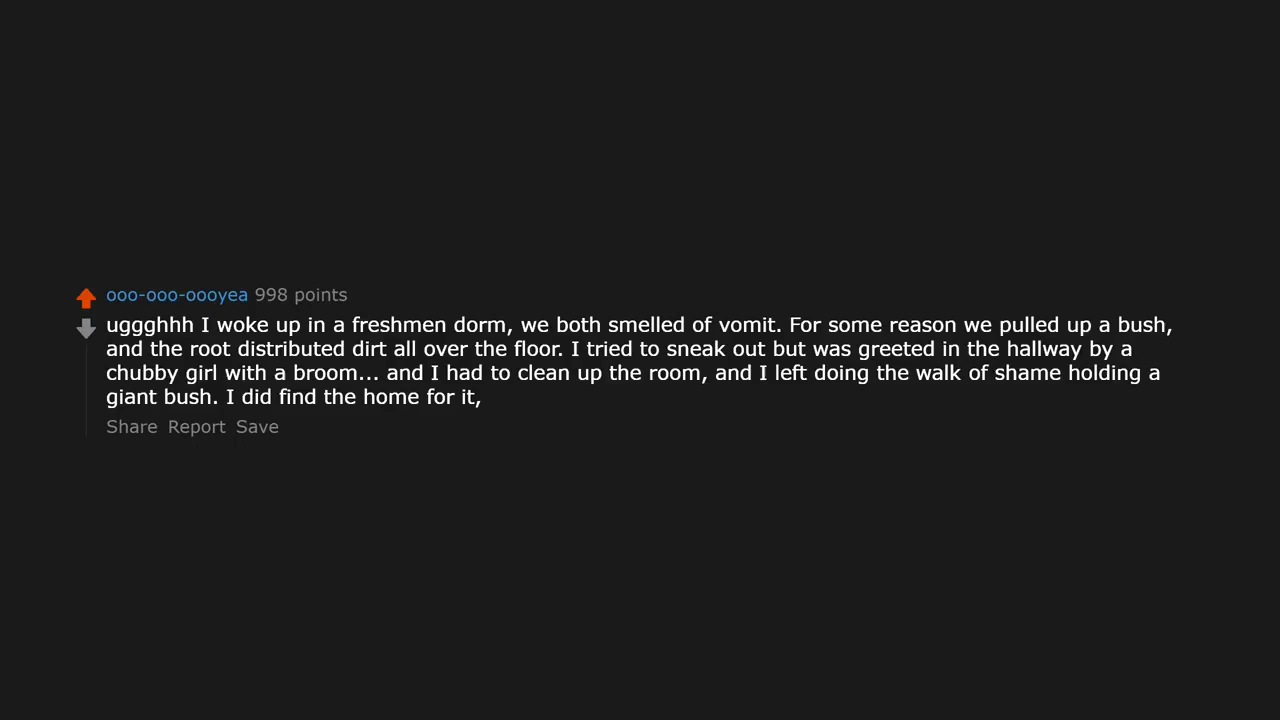 ooo-ooo-oooyea 998 points
uggghhh I woke up in a freshmen dorm, we both smelled of vomit. For some reason we pulled up a bush,
and the root distributed dirt all over the floor. I tried to sneak out but was greeted in the hallway by a
chubby girl with a broom... and I had to clean up the room, and I left doing the walk of shame holding a
giant bush. I did find the home for it,
Share Report Save